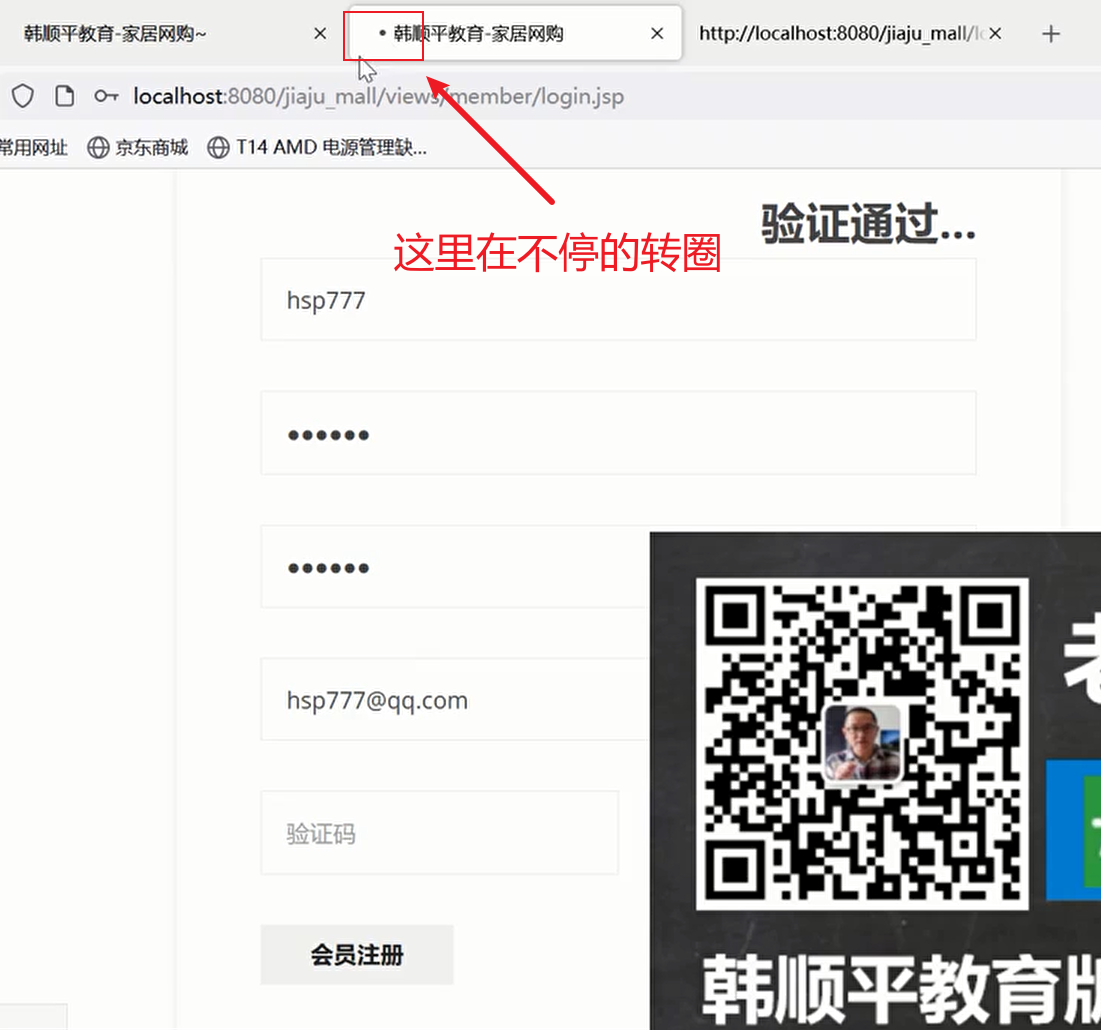 韩顺平教育-家居网购~
韩顺平教育-家居网购
http://localhost:8080/jiaju_mall/
localhost:8080/jiaju_mall/views/member/login.jsp
常用网址
京东商城
T14 AMD 电源管理缺...
验证通过...
这里在不停的转圈
hsp777
••••••
••••••
hsp777@qq.com
验证码
会员注册
老
韩顺平教育版